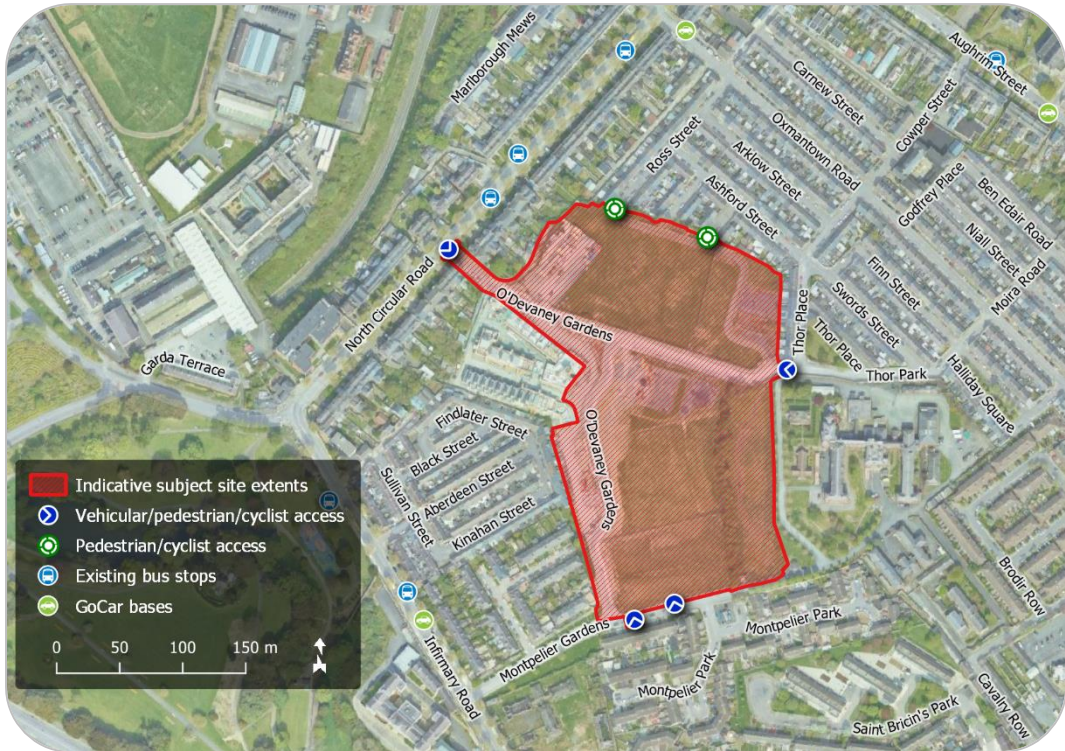 Marlborough Mews
Aughrim Street
Carnew Street
Cowper Street
Oxmantown Road
Ross Street
Arklow Street
Godfrey Place
Ashford Street
Ben Edair Road
Niall Street
Moira Road
Finn Street
North Circular Road
O'Devaney Gardens
Swords Street
Thor Place
Thor Place
Garda Terrace
Thor Park
Halliday Square
Findlater Street
Black Street
O'Devaney Gardens
Sullivan Street
Aberdeen Street
Kinahan Street
Indicative subject site extents
Vehicular/pedestrian/cyclist access
Pedestrian/cyclist access
Existing bus stops
GoCar bases
0 50 100 150 m
Brodir Row
Montpelier Gardens
Montpelier Park
Infirmary Road
Montpelier Park
Cavalry Row
Saint Bricin's Park